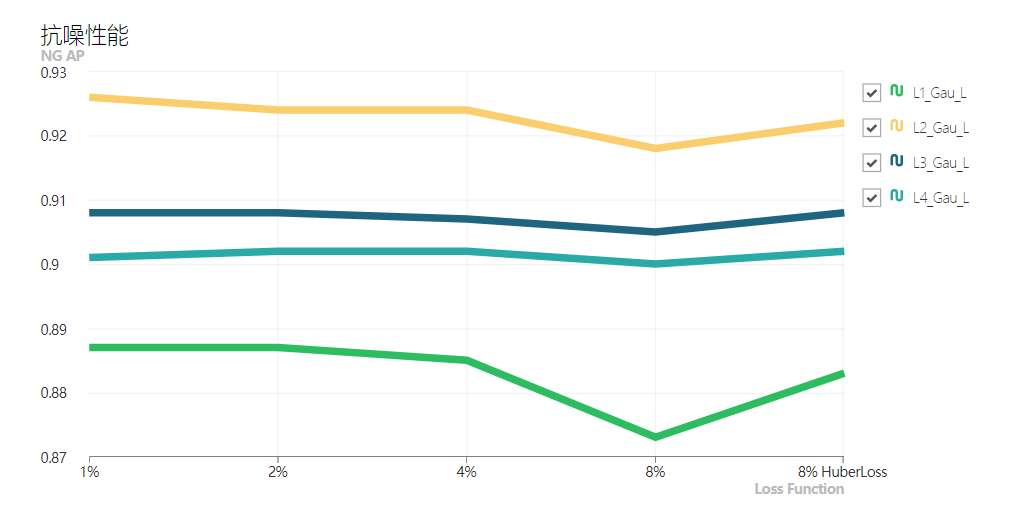 抗噪性能
NG AP
0.93
0.92
0.91
0.9
0.89
0.88
0.87
1% 2% 4% 8% 8% HuberLoss
Loss Function
L1_Gau_L
L2_Gau_L
L3_Gau_L
L4_Gau_L